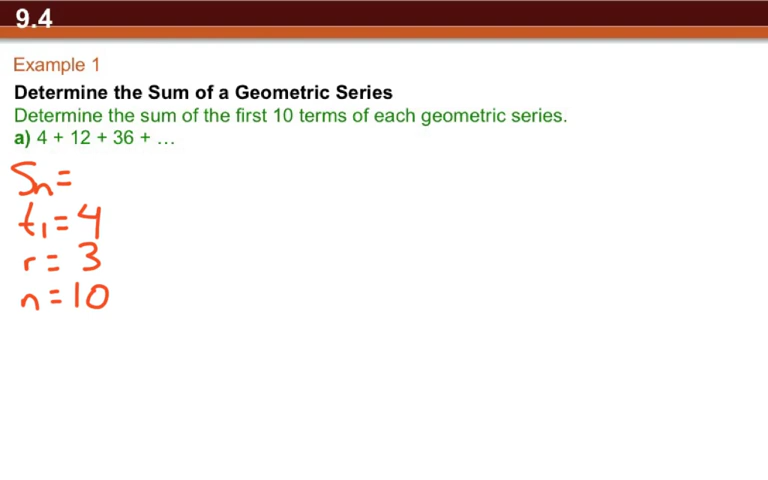 9.4
Example 1
Determine the Sum of a Geometric Series
Determine the sum of the first 10 terms of each geometric series.
a) 4 + 12 + 36 + …
Sn =
t1 = 4
r = 3
n = 10